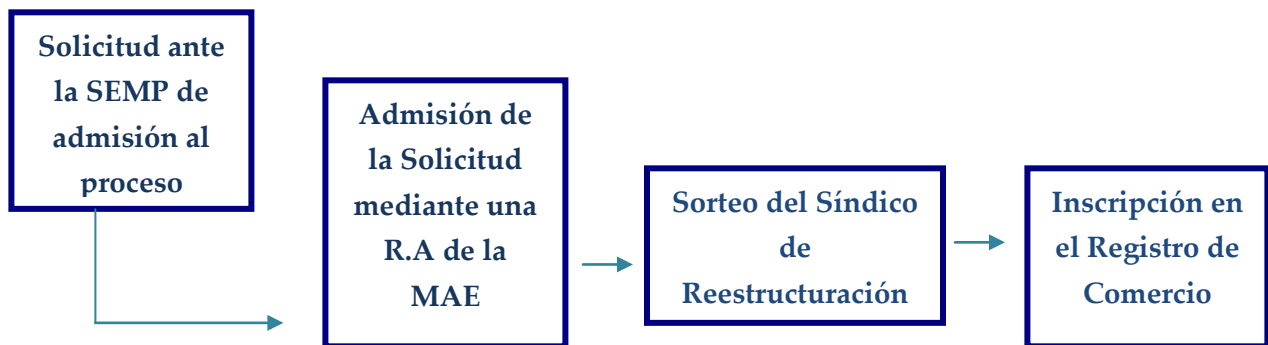 Solicitud ante
la SEMP de
admisión al
proceso
Admisión de
la Solicitud
mediante una
R.A de la
MAE
Sorteo del Síndico
de
Reestructuración
Inscripción en
el Registro de
Comercio